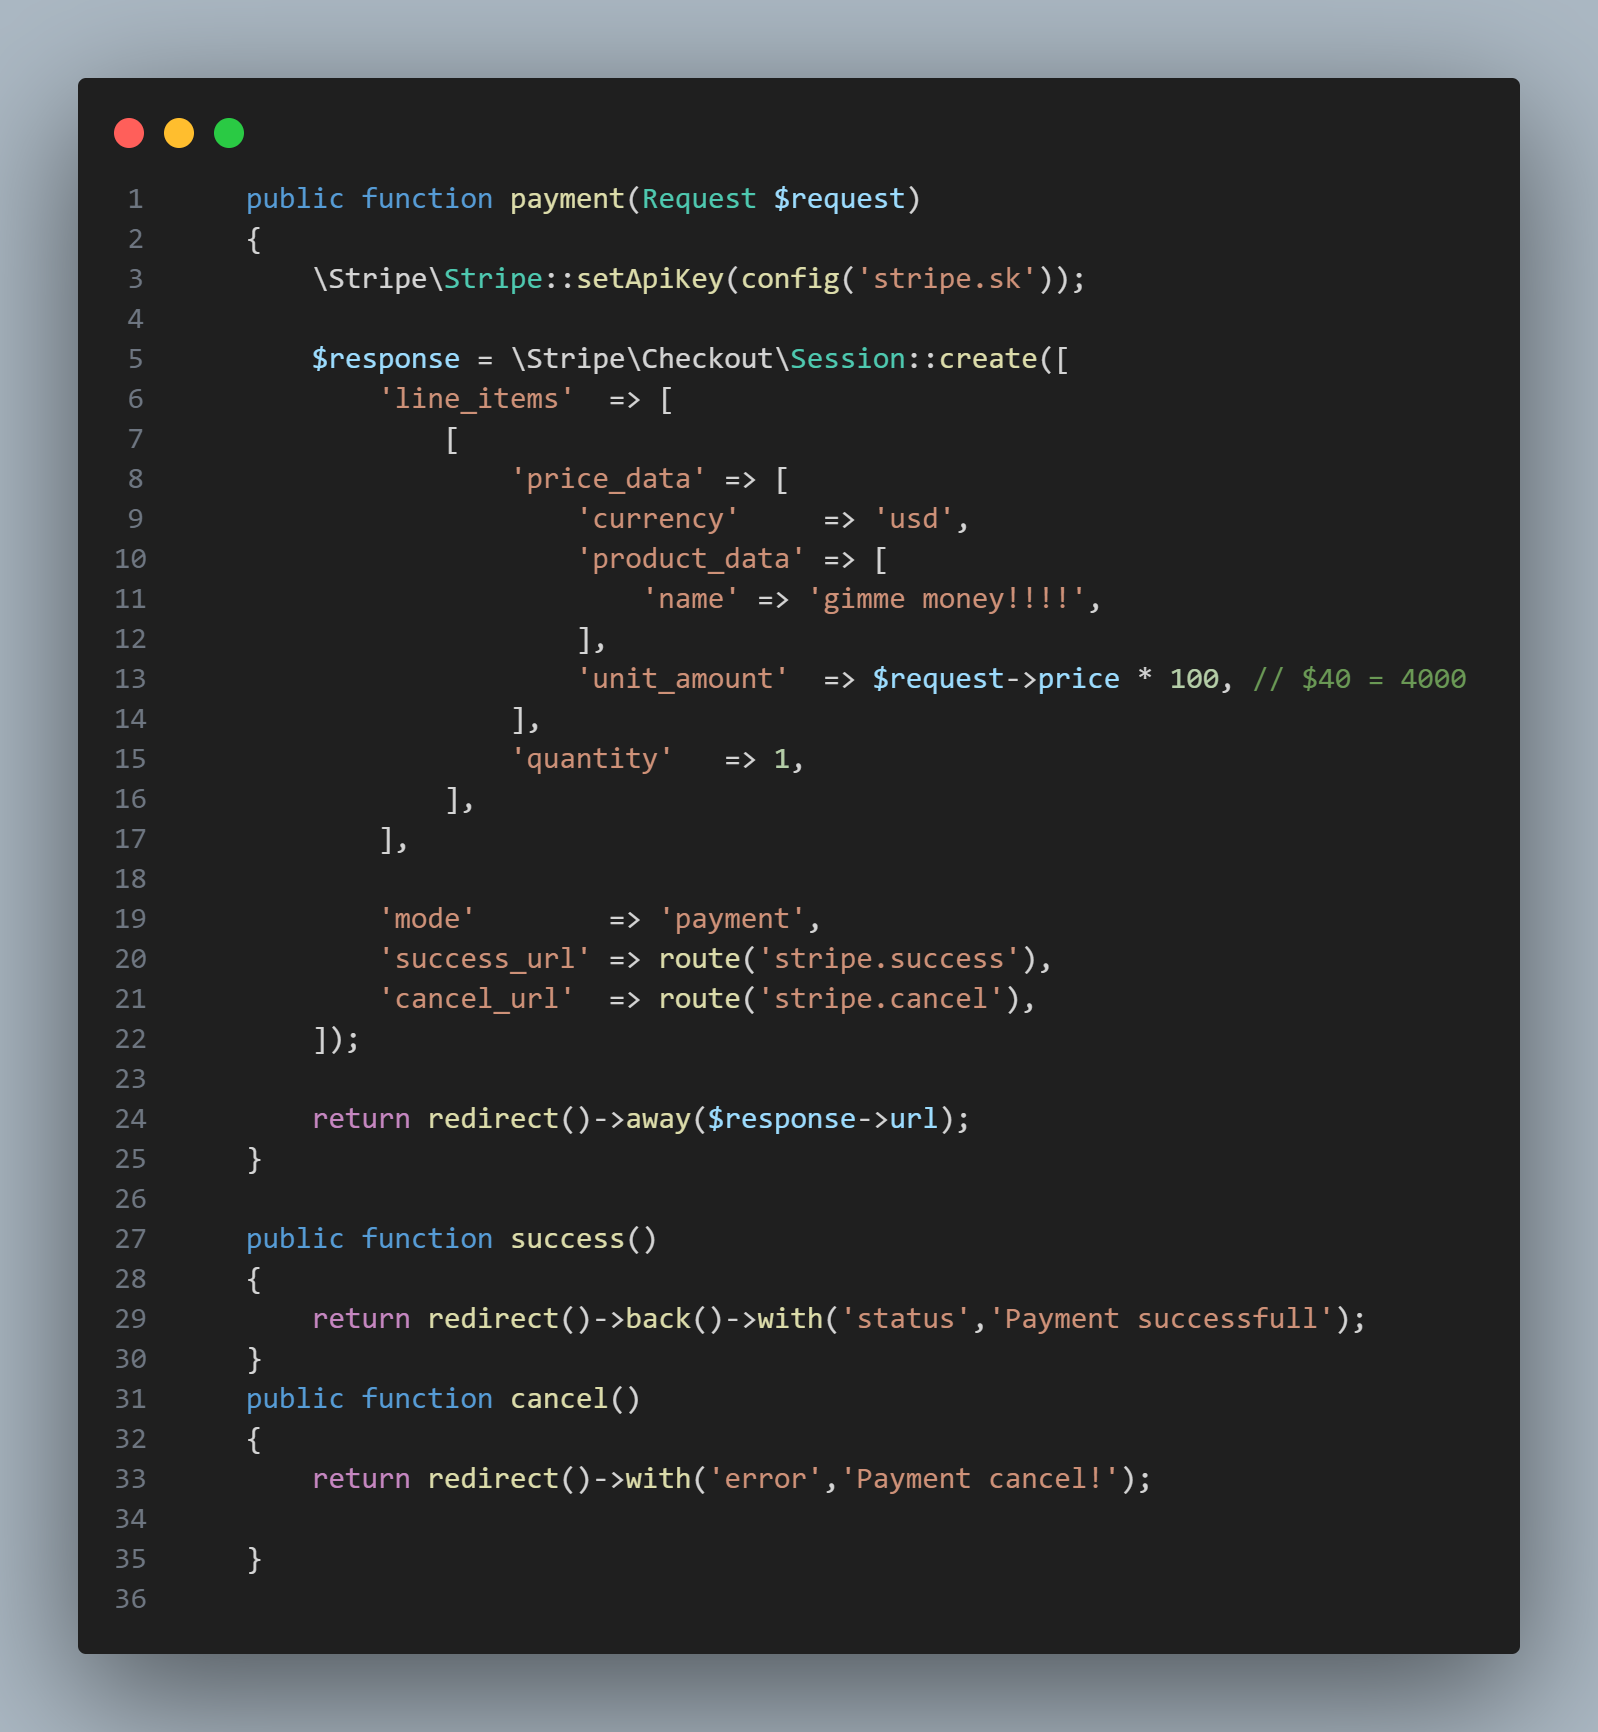 1 public function payment(Request $request)
2 {
3 \Stripe\Stripe::setApiKey(config('stripe.sk'));
4
5 $response = \Stripe\Checkout\Session::create([
6 'line_items'  => [
7 [
8 'price_data' => [
9 'currency'     => 'usd',
10 'product_data' => [
11 'name' => 'gimme money!!!!',
12 ],
13 'unit_amount'  => $request->price * 100, // $40 = 4000
14 ],
15 'quantity'   => 1,
16 ],
17 ],
18
19 'mode'        => 'payment',
20 'success_url' => route('stripe.success'),
21 'cancel_url'  => route('stripe.cancel'),
22 ]);
23
24 return redirect()->away($response->url);
25 }
26
27 public function success()
28 {
29 return redirect()->back()->with('status','Payment successfull');
30 }
31 public function cancel()
32 {
33 return redirect()->with('error','Payment cancel!');
34
35 }
36